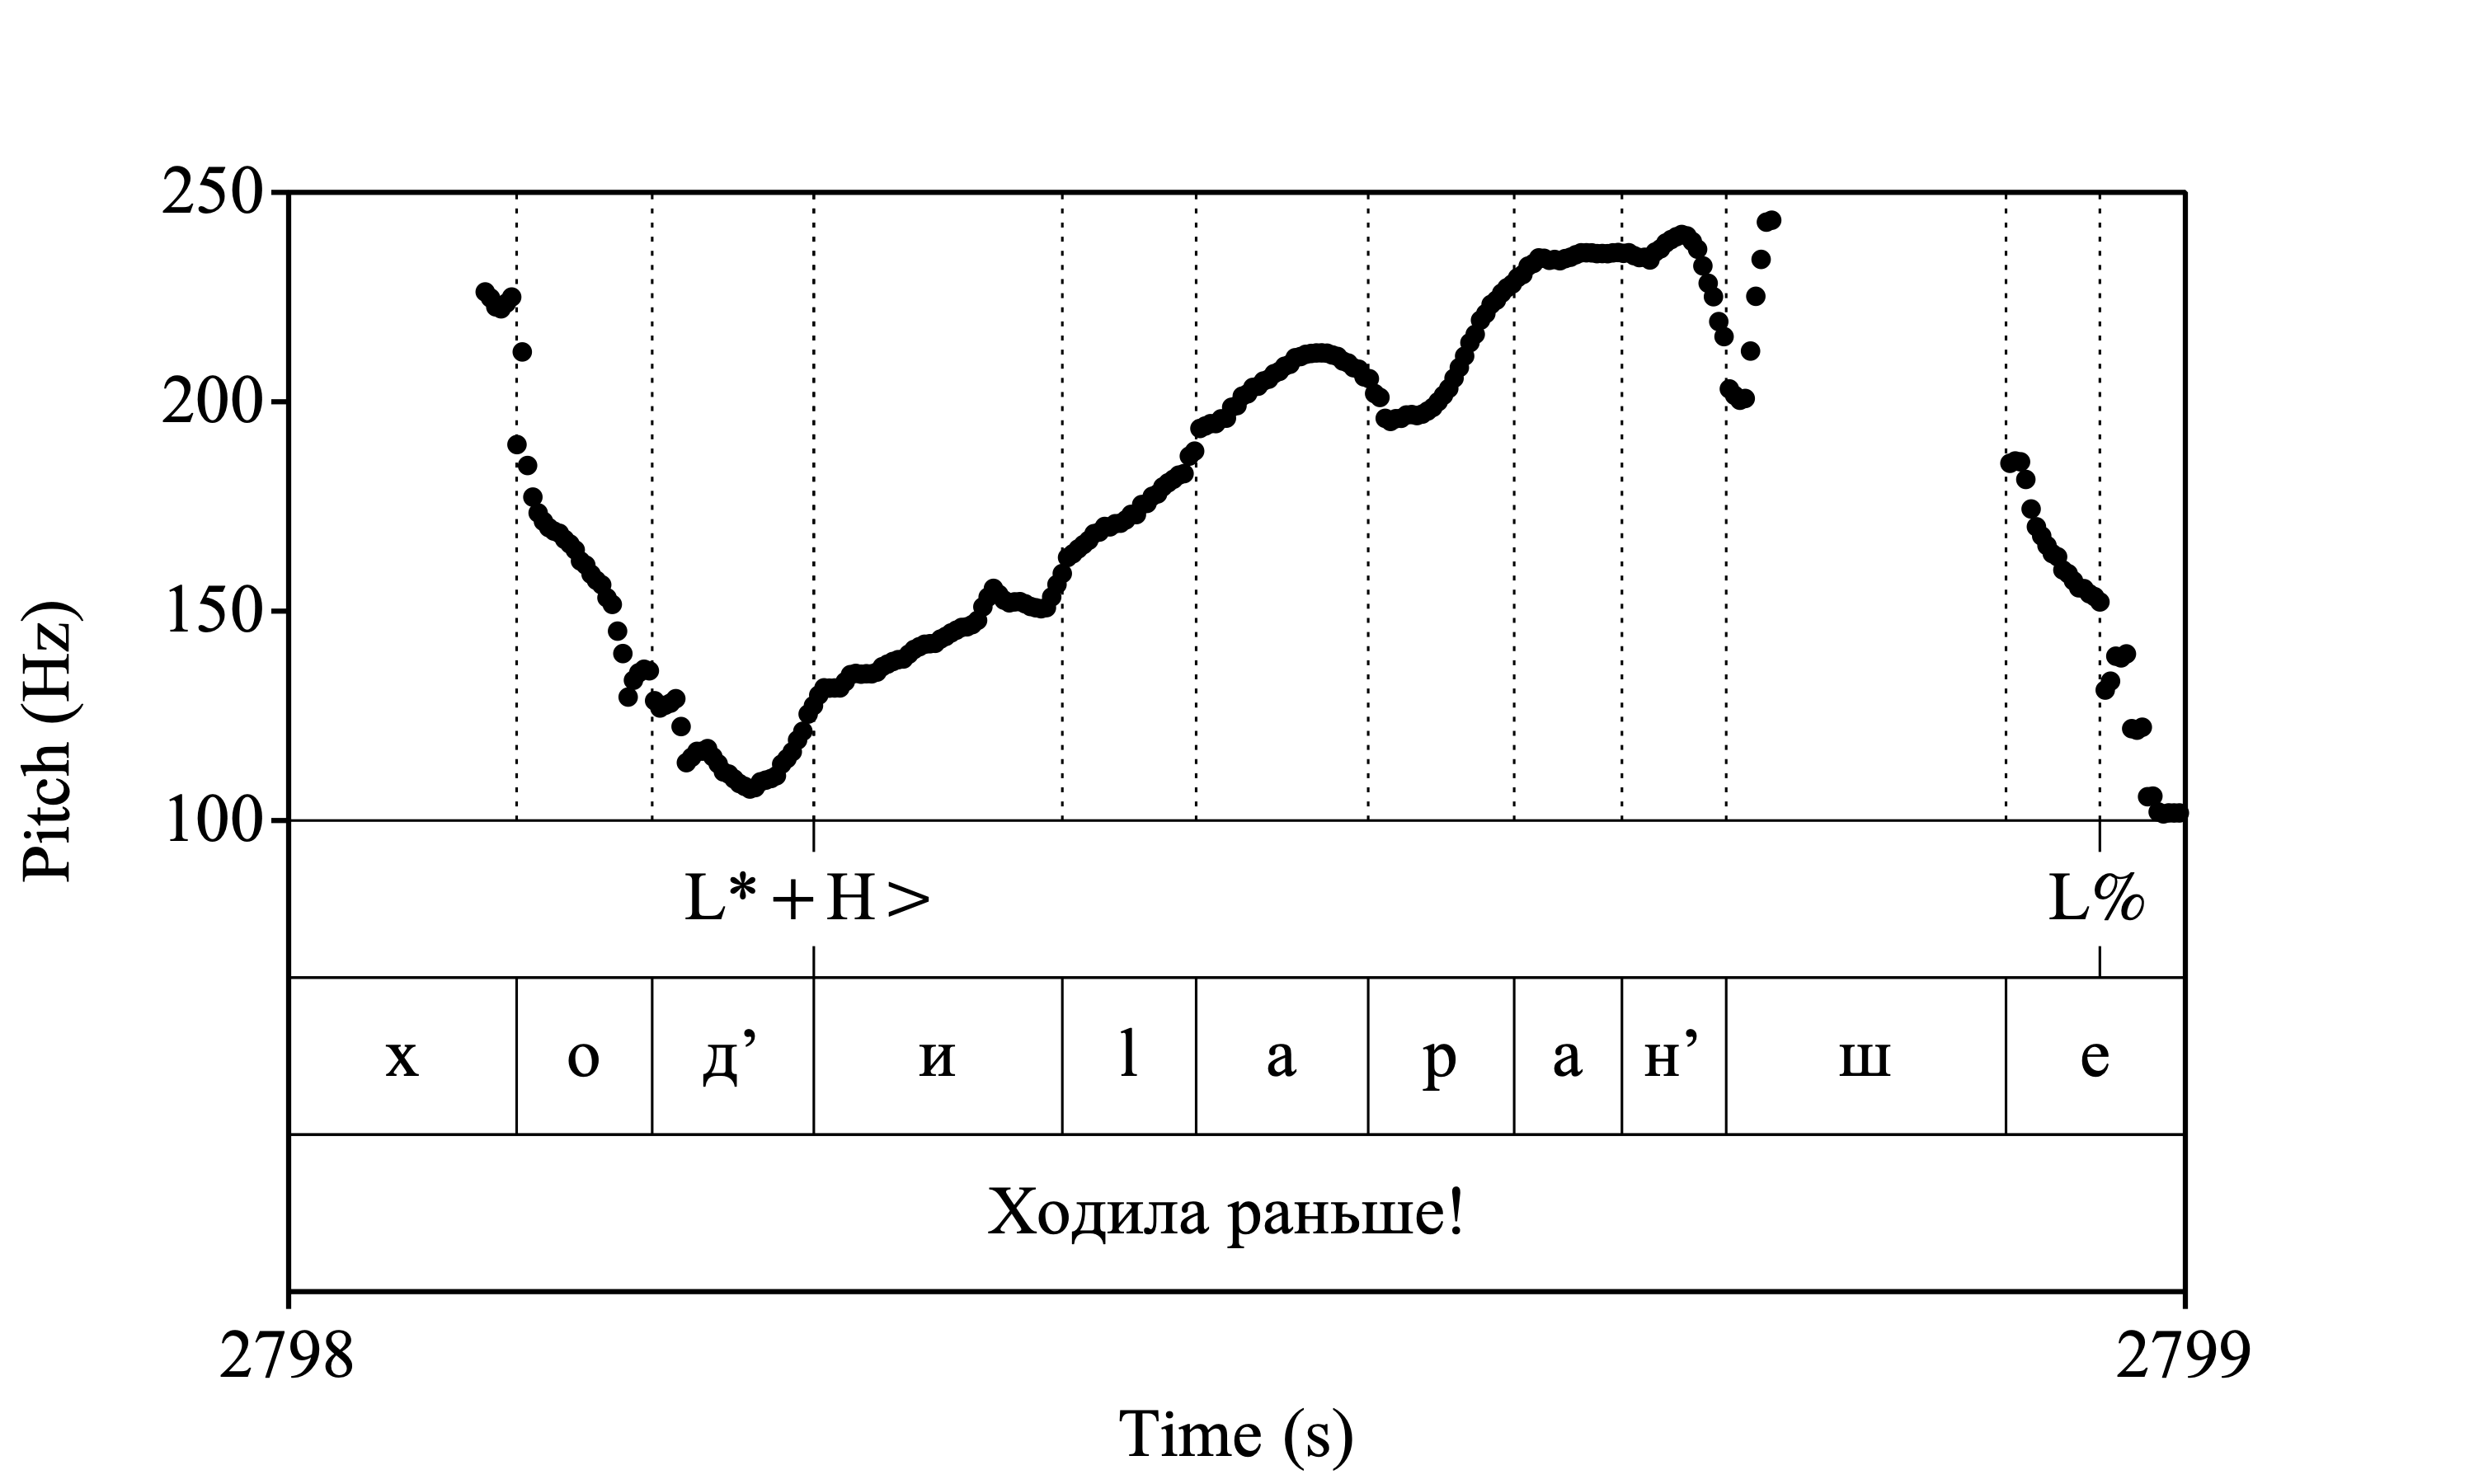 250
200
150
100
Pitch (Hz)
L*+H> L%
х о д’ и l а р а н’ ш е
Ходила раньше!
2798 2799
Time (s)